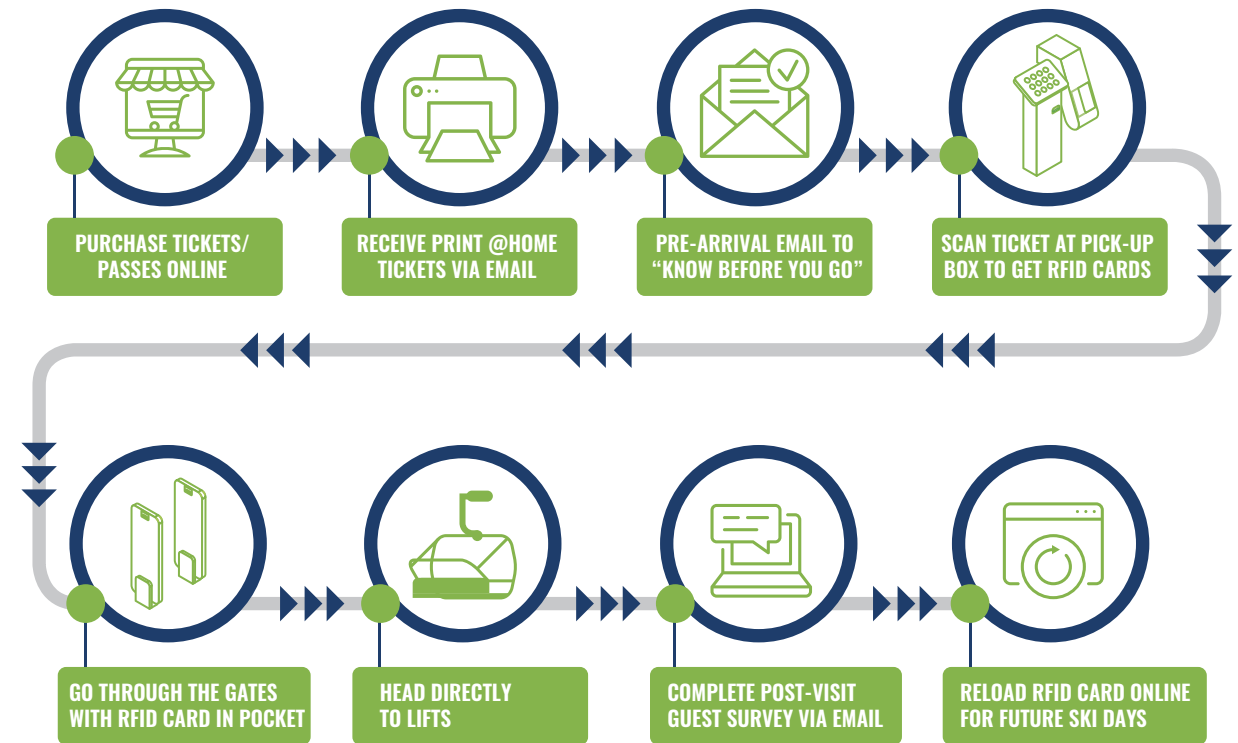 PURCHASE TICKETS/
PASSES ONLINE
RECEIVE PRINT @HOME
TICKETS VIA EMAIL
PRE-ARRIVAL EMAIL TO
“KNOW BEFORE YOU GO”
SCAN TICKET AT PICK-UP
BOX TO GET RFID CARDS
GO THROUGH THE GATES
WITH RFID CARD IN POCKET
HEAD DIRECTLY
TO LIFTS
COMPLETE POST-VISIT
GUEST SURVEY VIA EMAIL
RELOAD RFID CARD ONLINE
FOR FUTURE SKI DAYS